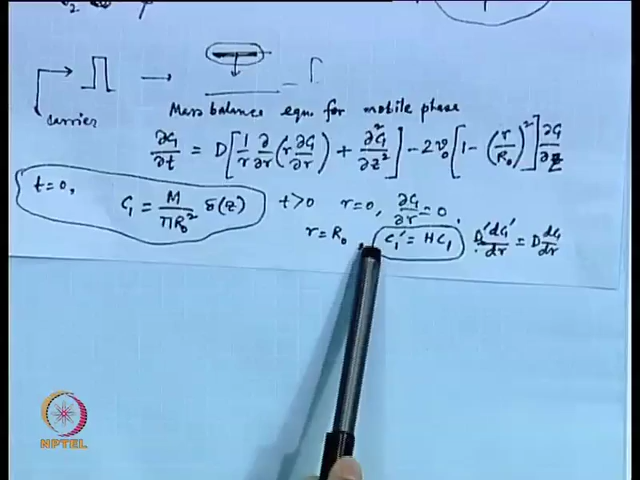 carrier
Mass balance equn for mobile phase
∂C₁/∂t = D[1/r ∂/∂r (r ∂C₁/∂r) + ∂²C₁/∂z²] - 2v₀[1 - (r/R₀)²] ∂C₁/∂z
t=0, C₁ = M/πR₀² δ(z) t>0 r=0, ∂C₁/∂r = 0,
r=R₀, C₁' = HC₁ D' dC₁'/dr = D dC₁/dr
NPTEL